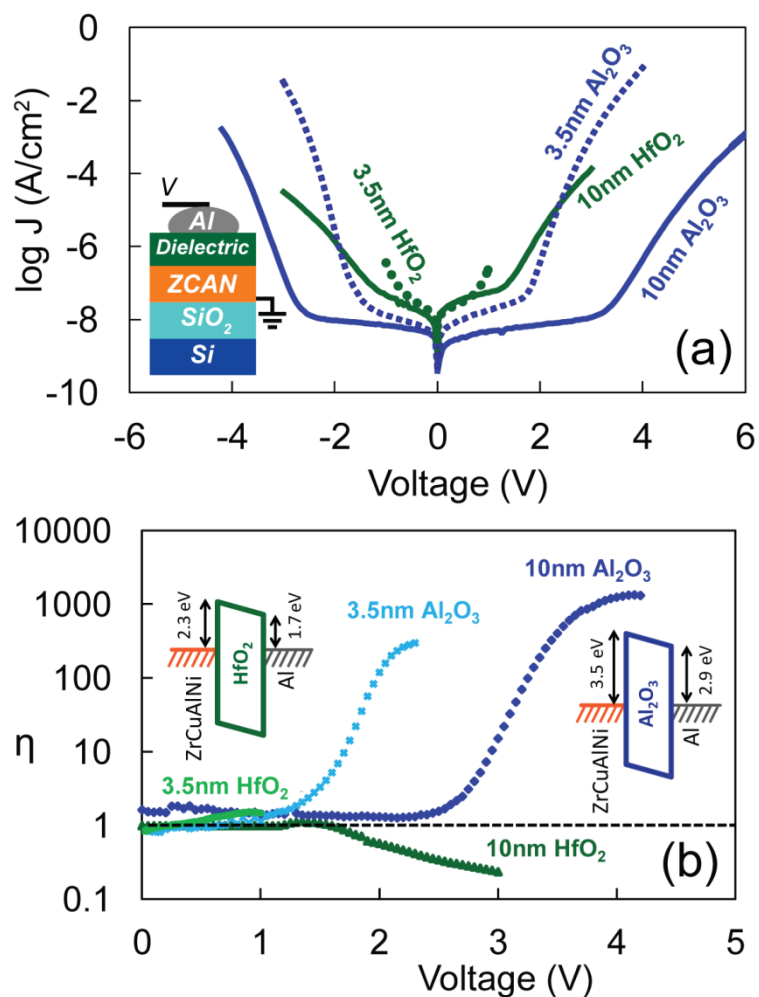 0
-2
-4
-6
-8
-10
log J (A/cm²)
3.5nm Al₂O₃
3.5nm HfO₂
10nm HfO₂
10nm Al₂O₃
V
Al
Dielectric
ZCAN
SiO₂
Si
(a)
-6 -4 -2 0 2 4 6
Voltage (V)
10000
1000
100
10
1
0.1
η
10nm Al₂O₃
3.5nm Al₂O₃
2.3 eV
1.7 eV
HfO₂
ZrCuAlNi
Al
3.5 eV
2.9 eV
Al₂O₃
ZrCuAlNi
Al
3.5nm HfO₂
10nm HfO₂
(b)
0 1 2 3 4 5
Voltage (V)